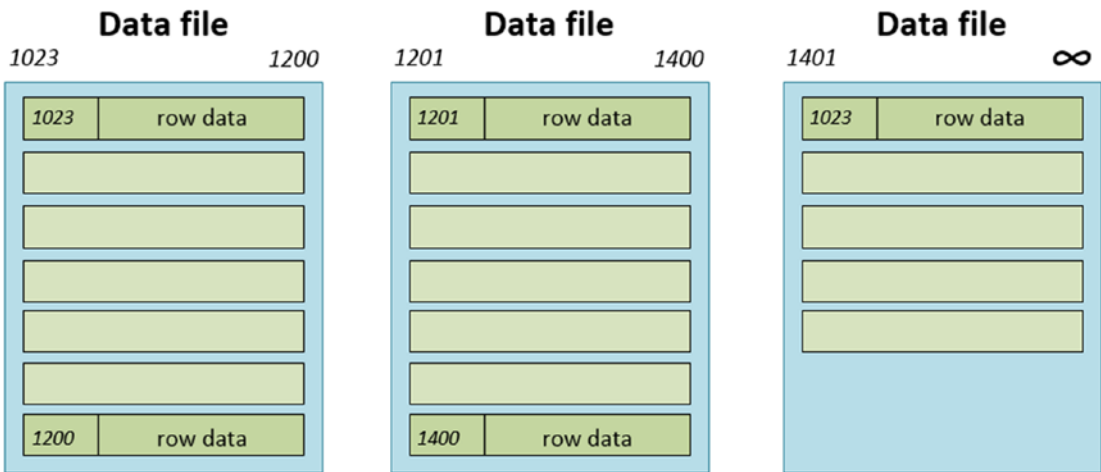 Data file
1023 1200
1023 row data
1200 row data
Data file
1201 1400
1201 row data
1400 row data
Data file
1401 ∞
1023 row data